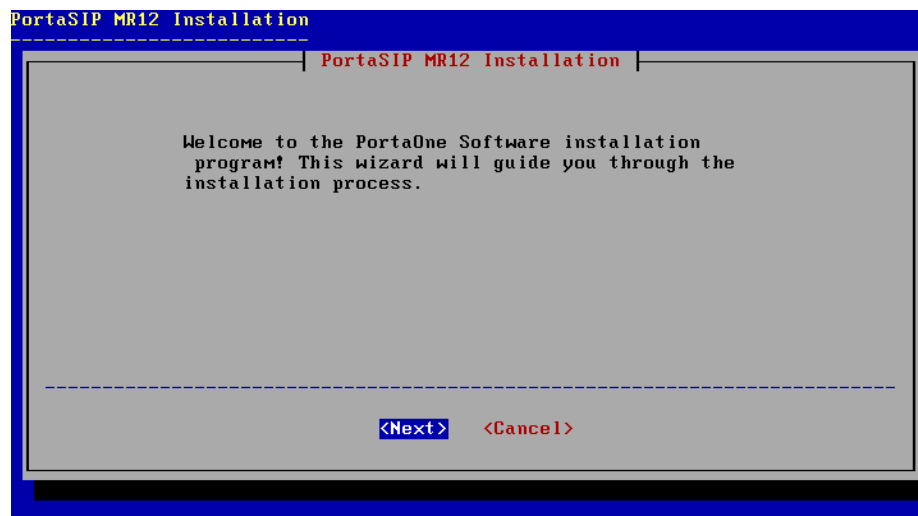 PortaSIP MR12 Installation
PortaSIP MR12 Installation
Welcome to the PortaOne Software installation
program! This wizard will guide you through the
installation process.
<Next> <Cancel>